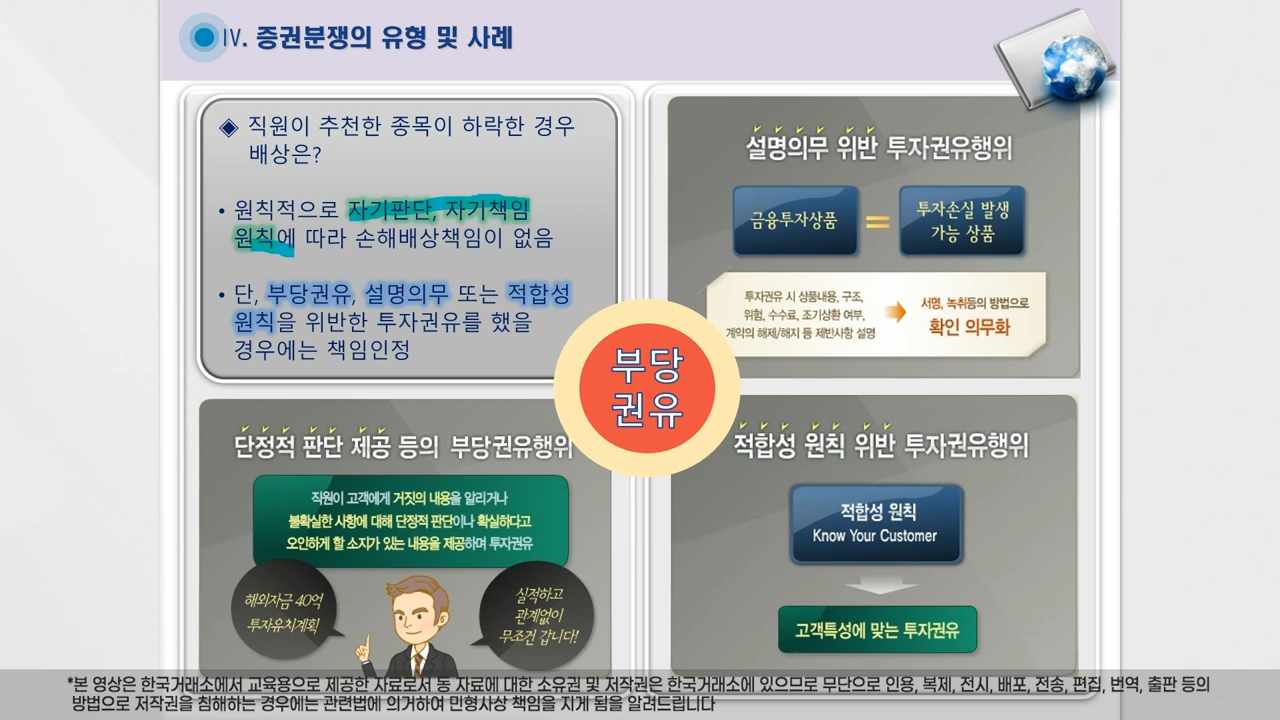 Ⅳ. 증권분쟁의 유형 및 사례
◈ 직원이 추천한 종목이 하락한 경우
배상은?
• 원칙적으로 자기판단, 자기책임
원칙에 따라 손해배상책임이 없음
• 단, 부당권유, 설명의무 또는 적합성
원칙을 위반한 투자권유를 했을
경우에는 책임인정
설명의무 위반 투자권유행위
금융투자상품
=
투자손실 발생
가능 상품
투자권유 시 상품내용, 구조,
위험, 수수료, 조기상환 여부,
계약의 해제/해지 등 제반사항 설명
서명, 녹취등의 방법으로
확인 의무화
부당
권유
단정적 판단 제공 등의 부당권유행위
직원이 고객에게 거짓의 내용을 알리거나
불확실한 사항에 대해 단정적 판단이나 확실하다고
오인하게 할 소지가 있는 내용을 제공하며 투자권유
해외자금 40억
투자유치계획
실적하고
관계없이
무조건 갑니다!
적합성 원칙 위반 투자권유행위
적합성 원칙
Know Your Customer
고객특성에 맞는 투자권유
*본 영상은 한국거래소에서 교육용으로 제공한 자료로서 동 자료에 대한 소유권 및 저작권은 한국거래소에 있으므로 무단으로 인용, 복제, 전시, 배포, 전송, 편집, 번역, 출판 등의
방법으로 저작권을 침해하는 경우에는 관련법에 의거하여 민형사상 책임을 지게 됨을 알려드립니다